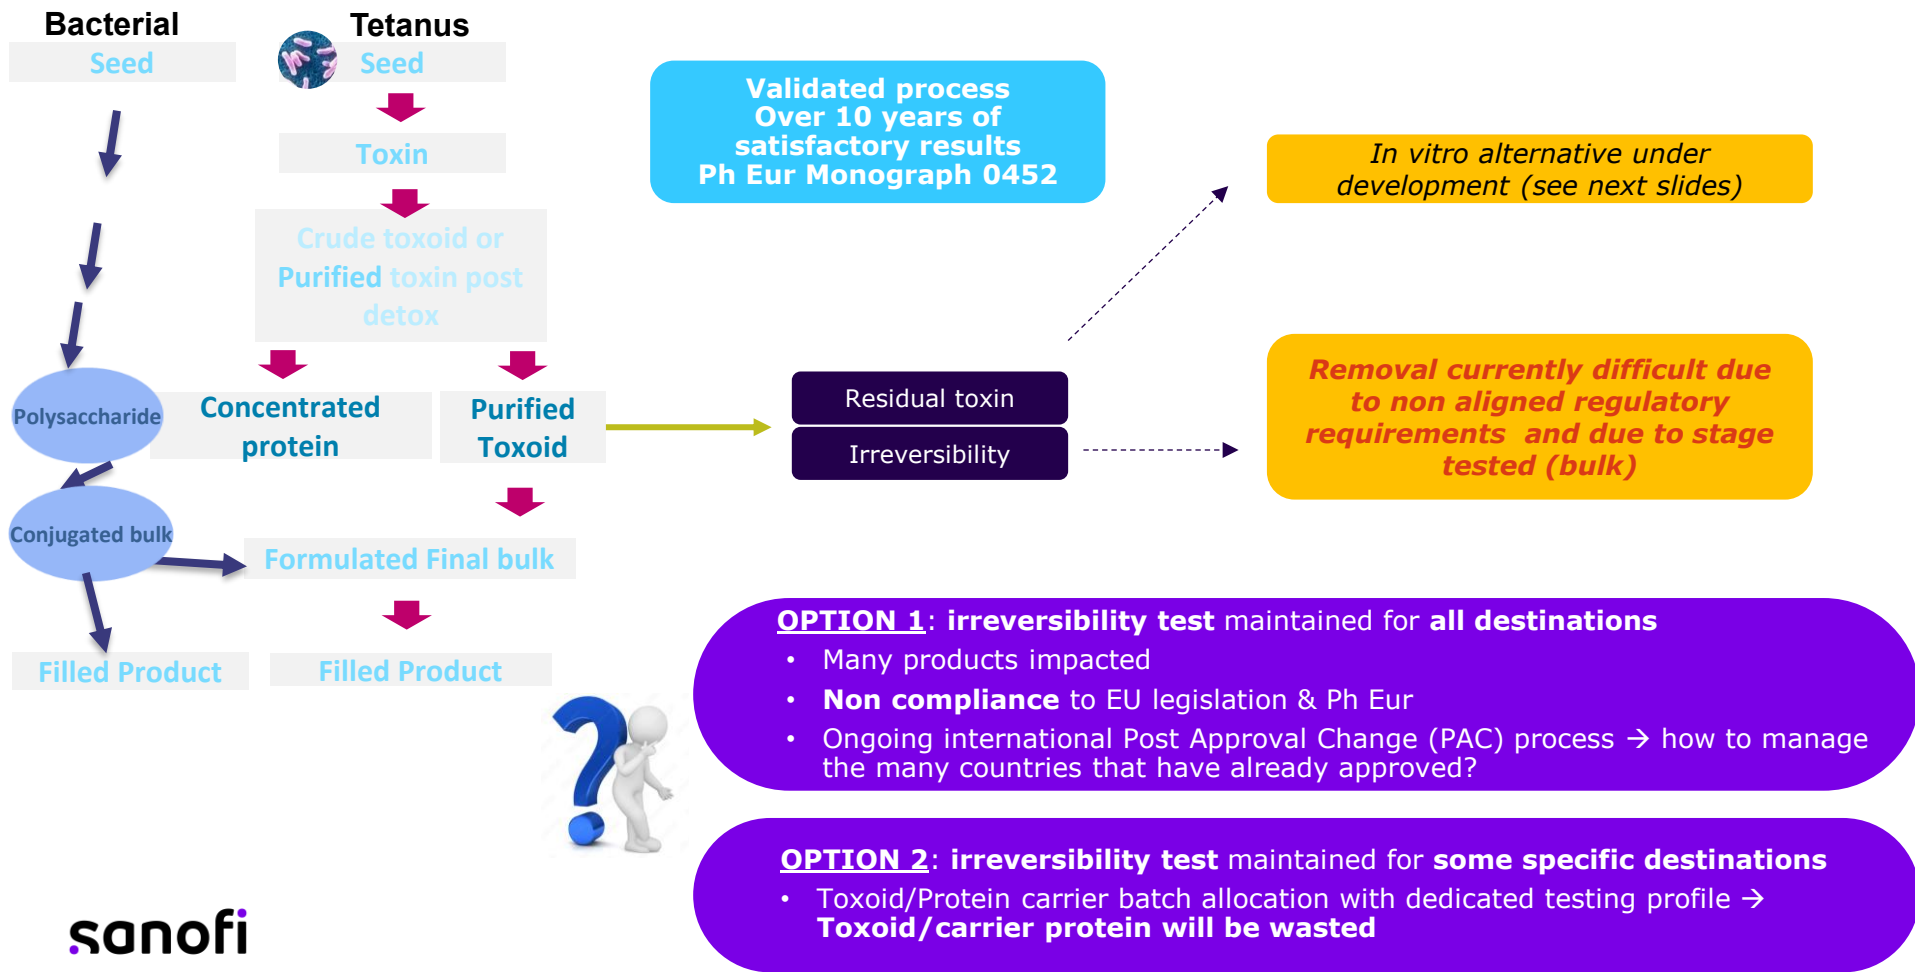 Bacterial
Seed
Tetanus
Seed
Toxin
Crude toxoid or
Purified toxin post
detox
Polysaccharide
Concentrated
protein
Purified
Toxoid
Conjugated bulk
Formulated Final bulk
Filled Product
Filled Product
Validated process
Over 10 years of
satisfactory results
Ph Eur Monograph 0452
In vitro alternative under
development (see next slides)
Residual toxin
Irreversibility
Removal currently difficult due
to non aligned regulatory
requirements and due to stage
tested (bulk)
OPTION 1: irreversibility test maintained for all destinations
• Many products impacted
• Non compliance to EU legislation & Ph Eur
• Ongoing international Post Approval Change (PAC) process → how to manage
the many countries that have already approved?
OPTION 2: irreversibility test maintained for some specific destinations
• Toxoid/Protein carrier batch allocation with dedicated testing profile →
Toxoid/carrier protein will be wasted
sanofi